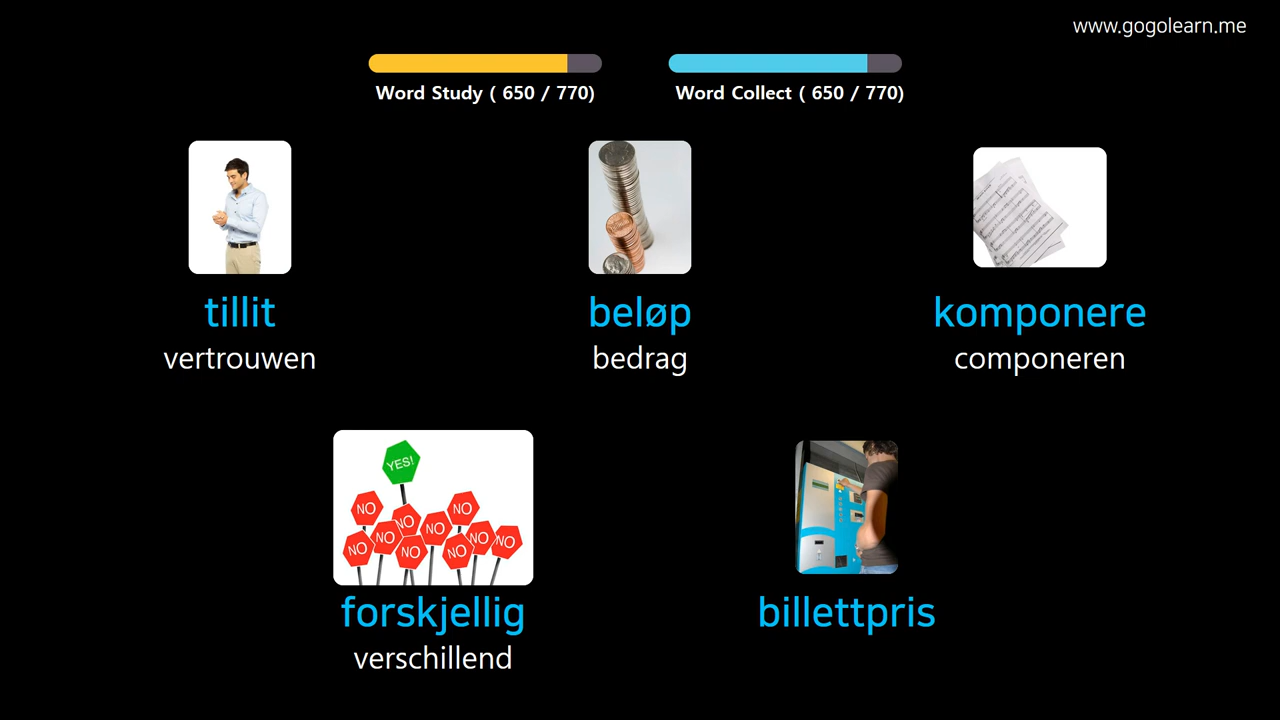 www.gogolearn.me
Word Study ( 650 / 770)
Word Collect ( 650 / 770)
tillit
vertrouwen
beløp
bedrag
komponere
componeren
YES!
NO
NO
NO
NO
NO
NO
NO
NO
NO
NO
forskjellig
verschillend
billettpris